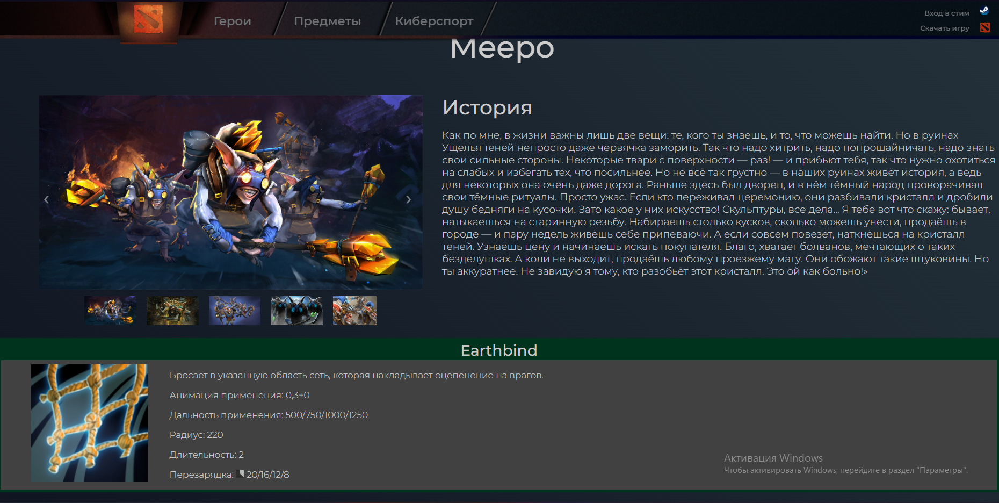 Герои
Предметы
Киберспорт
Вход в стим
Скачать игру
Meepo
История
Как по мне, в жизни важны лишь две вещи: те, кого ты знаешь, и то, что можешь найти. Но в руинах
Ущелья теней непросто даже червячка заморить. Так что надо хитрить, надо попрошайничать, надо знать
свои сильные стороны. Некоторые твари с поверхности — раз! — и прибьют тебя, так что нужно охотиться
на слабых и избегать тех, что посильнее. Но не всё так грустно — в наших руинах живёт история, а ведь
для некоторых она очень даже дорога. Раньше здесь был дворец, и в нём тёмный народ проворачивал
свои тёмные ритуалы. Просто ужас. Если кто переживал церемонию, они разбивали кристалл и дробили
душу бедняги на кусочки. Зато какое у них искусство! Скульптуры, все дела... Я тебе вот что скажу: бывает,
натыкаешься на старинную резьбу. Набираешь столько кусков, сколько можешь унести, продаёшь в
городе — и пару недель живёшь себе припеваючи. А если совсем повезёт, наткнёшься на кристалл
теней. Узнаёшь цену и начинаешь искать покупателя. Благо, хватает болванов, мечтающих о таких
безделушках. А коли не выходит, продаёшь любому проезжему магу. Они обожают такие штуковины. Но
ты аккуратнее. Не завидую я тому, кто разобьёт этот кристалл. Это ой как больно!»
Earthbind
Бросает в указанную область сеть, которая накладывает оцепенение на врагов.
Анимация применения: 0,3+0
Дальность применения: 500/750/1000/1250
Радиус: 220
Длительность: 2
Перезарядка: 20/16/12/8
Активация Windows
Чтобы активировать Windows, перейдите в раздел "Параметры".